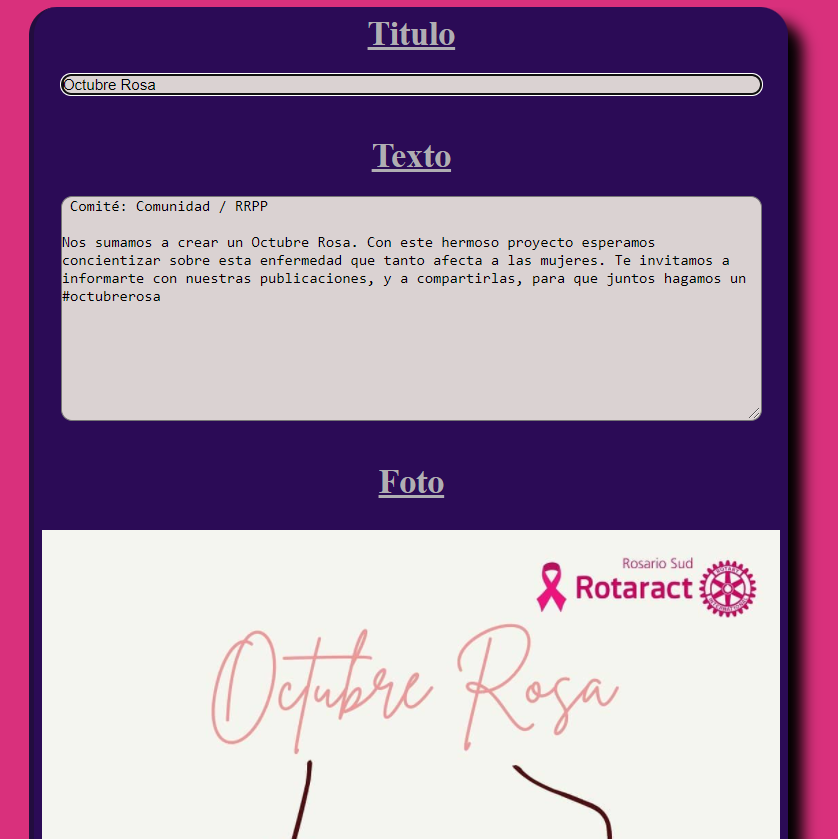 Titulo
Octubre Rosa
Texto
Comité: Comunidad / RRPP
Nos sumamos a crear un Octubre Rosa. Con este hermoso proyecto esperamos
concientizar sobre esta enfermedad que tanto afecta a las mujeres. Te invitamos a
informarte con nuestras publicaciones, y a compartirlas, para que juntos hagamos un
#octubrerosa
Foto
Rosario Sud
Rotaract
Octubre Rosa